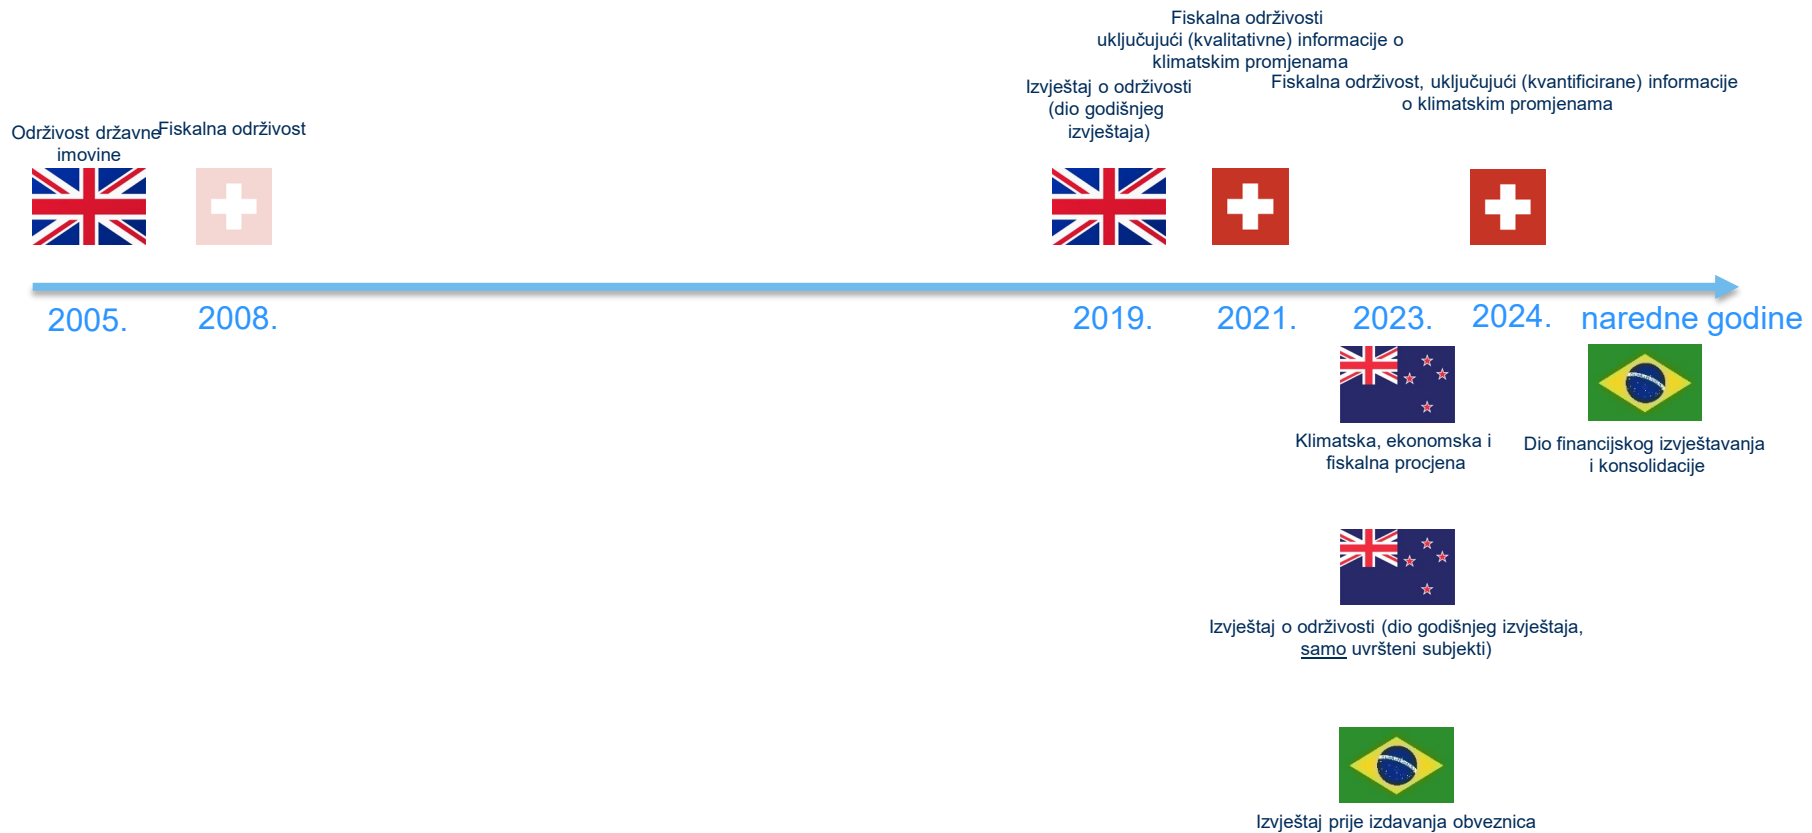 Održivost državne
imovine
Fiskalna održivost
Izvještaj o održivosti
(dio godišnjeg
izvještaja)
Fiskalna održivosti
uključujući (kvalitativne) informacije o
klimatskim promjenama
Fiskalna održivost, uključujući (kvantificirane) informacije
o klimatskim promjenama
2005.
2008.
2019.
2021.
2023.
2024.
naredne godine
Klimatska, ekonomska i
fiskalna procjena
Dio financijskog izvještavanja
i konsolidacije
Izvještaj o održivosti (dio godišnjeg izvještaja,
samo uvršteni subjekti)
Izvještaj prije izdavanja obveznica